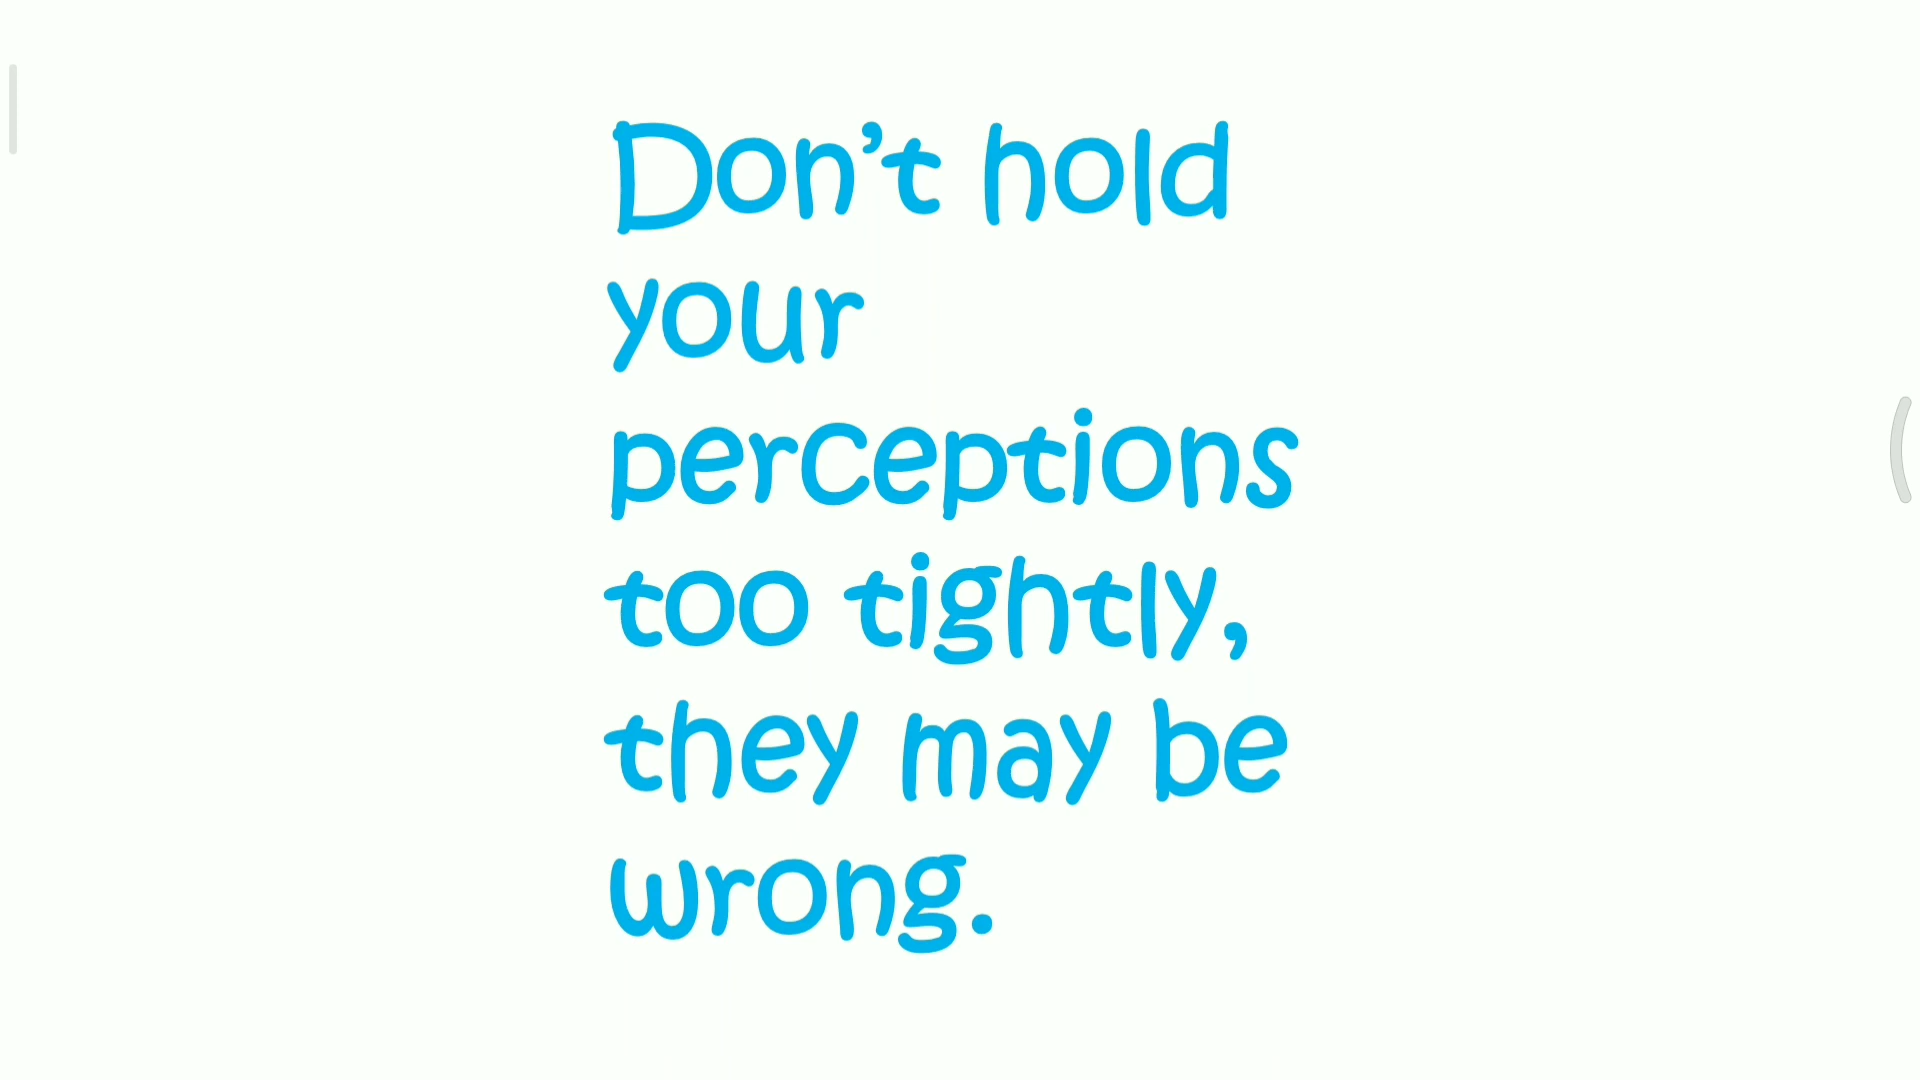 Don’t hold
your
perceptions
too tightly,
they may be
wrong.